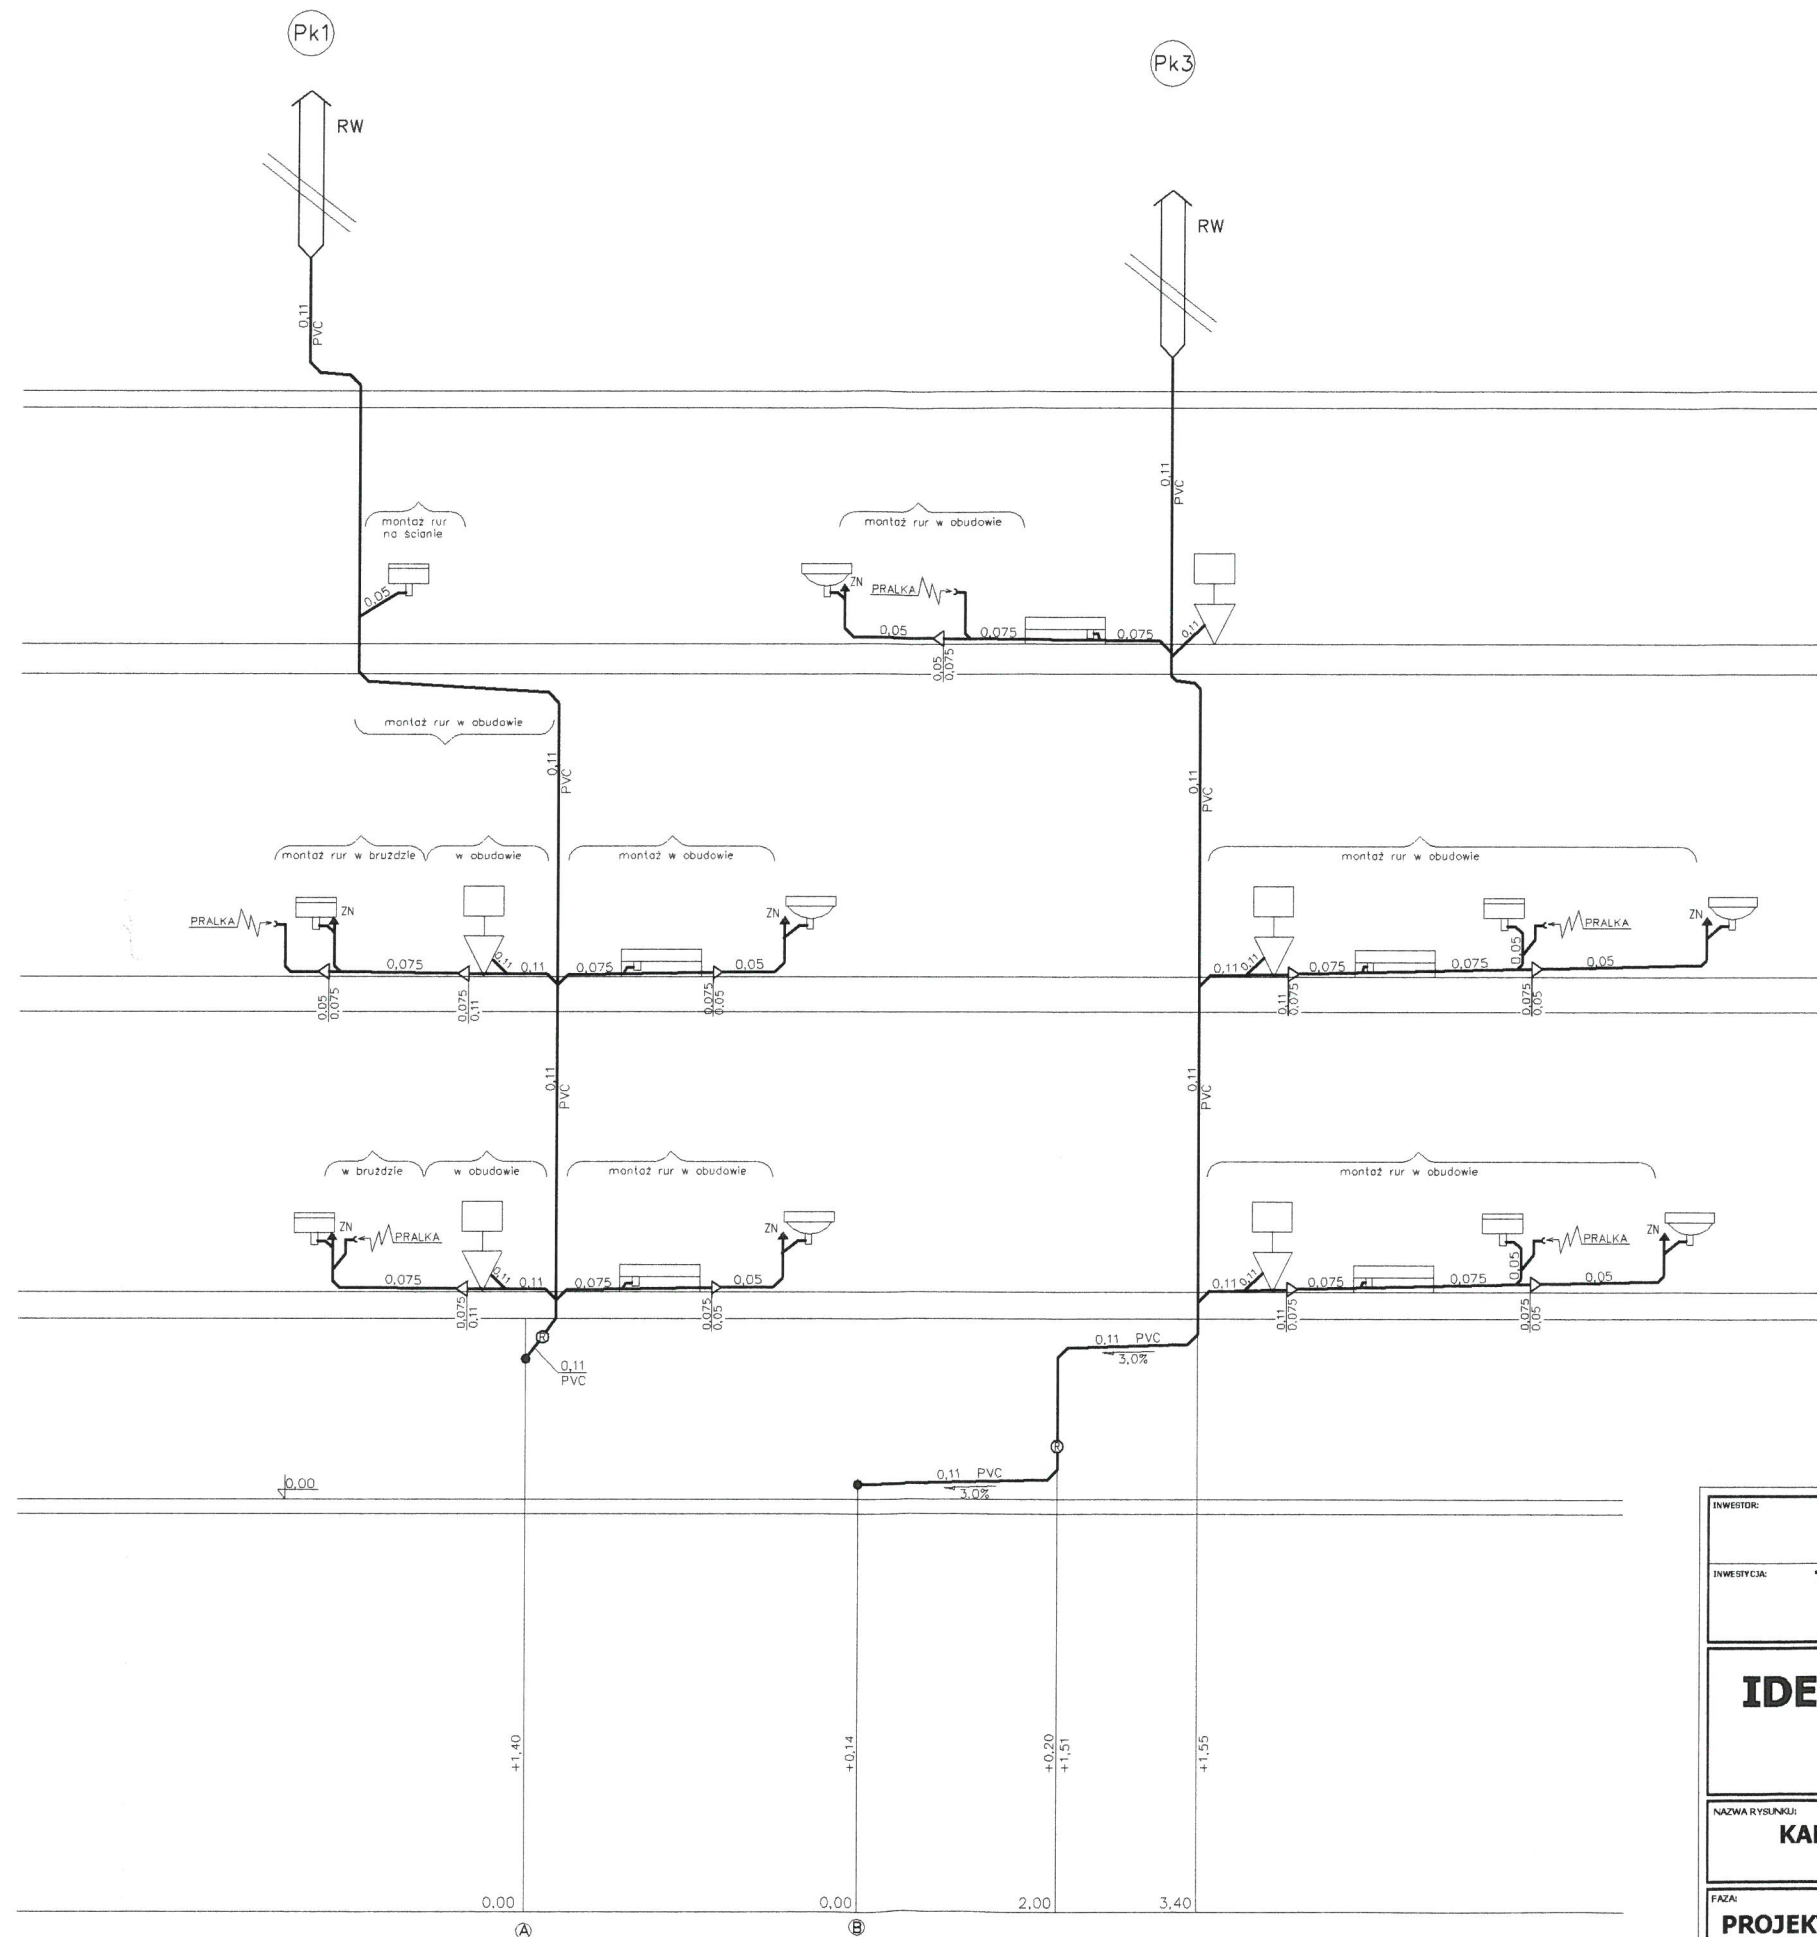 Pk1
Pk3
RW
RW
0,11
PVC
0,11
PVC
montaż rur
na ścianie
montaż rur w obudowie
0,05
ZN
PRALKA
0,05
0,075
0,075
0,11
0,05
0,075
montaż rur w obudowie
0,11
PVC
0,11
PVC
montaż rur w bruździe
w obudowie
montaż w obudowie
montaż rur w obudowie
PRALKA
ZN
ZN
PRALKA
ZN
0,075
0,11
0,11
0,075
0,05
0,11
0,11
0,075
0,075
0,05
0,05
0,05
0,075
0,075
0,11
0,075
0,05
0,11
0,075
0,075
0,05
0,11
PVC
0,11
PVC
w bruździe
w obudowie
montaż rur w obudowie
montaż rur w obudowie
ZN
PRALKA
ZN
PRALKA
ZN
0,075
0,11
0,11
0,075
0,05
0,11
0,11
0,075
0,075
0,05
0,05
0,075
0,11
0,075
0,05
0,11
0,075
0,075
0,05
R
0,11
PVC
0,11 PVC
3,0%
R
0,00
0,11 PVC
3,0%
+1,40
+0,14
+0,20
+1,51
+1,55
0,00
0,00
2,00
3,40
A
B
INWESTOR:
INWESTYCJA:
IDE
NAZWA RYSUNKU:
KAN
FAZA:
PROJEK